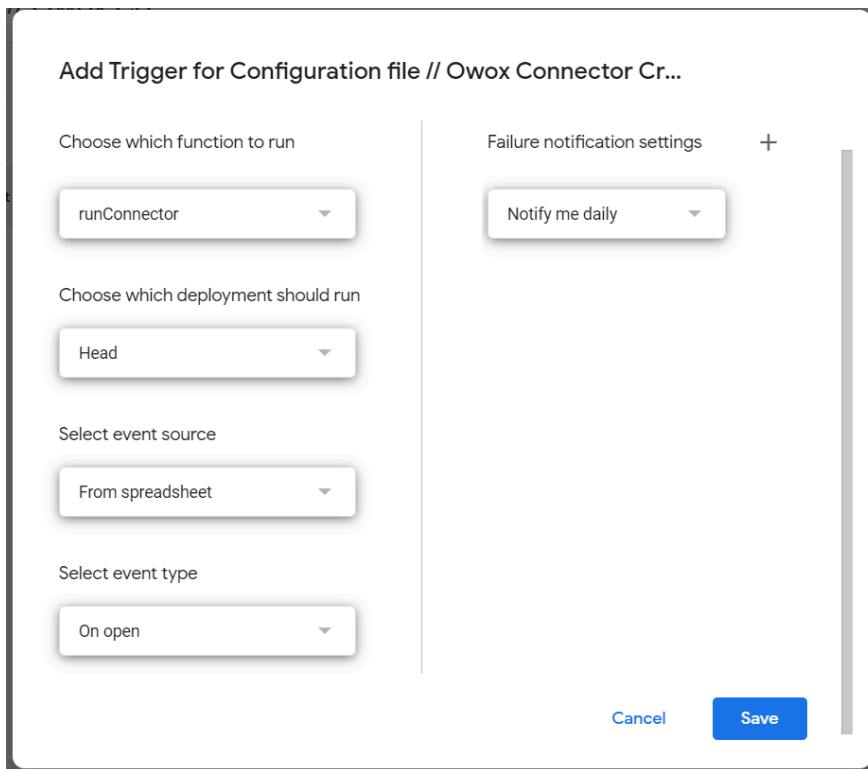 Add Trigger for Configuration file // Owox Connector Cr...
Choose which function to run
runConnector
Choose which deployment should run
Head
Select event source
From spreadsheet
Select event type
On open
Failure notification settings
Notify me daily
Cancel
Save